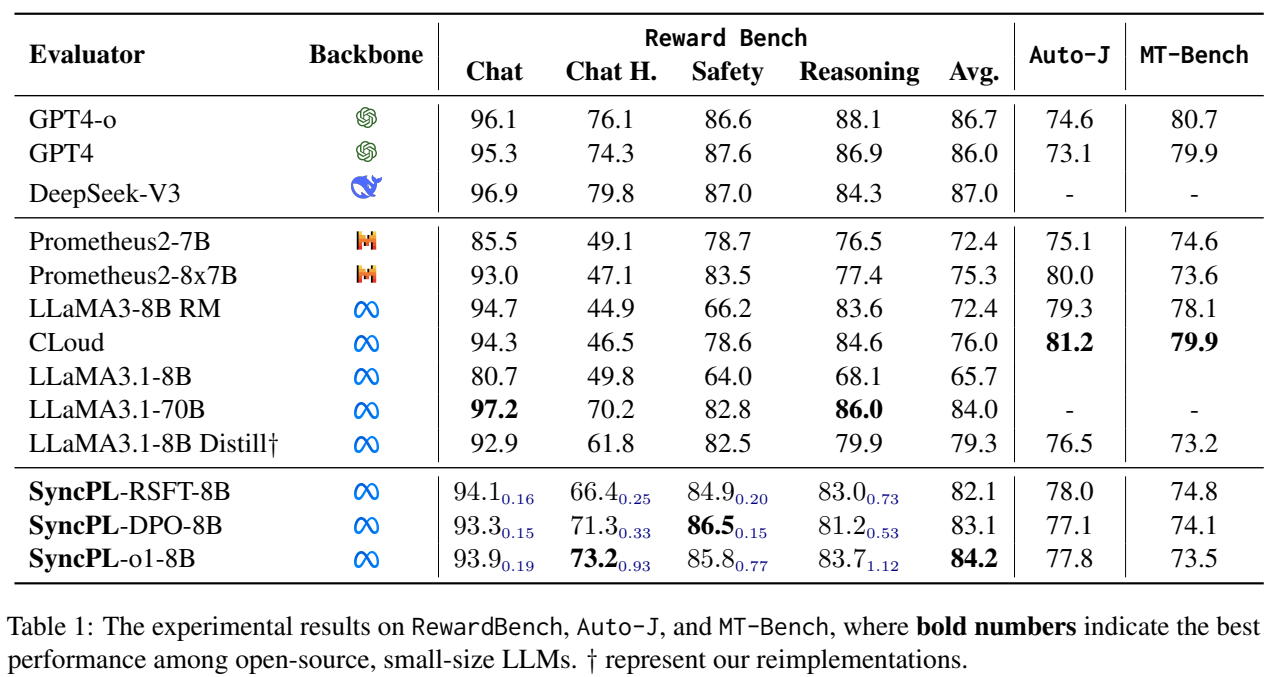 Evaluator Backbone Reward Bench Auto-J MT-Bench
Chat Chat H. Safety Reasoning Avg.
GPT4-o 96.1 76.1 86.6 88.1 86.7 74.6 80.7
GPT4 95.3 74.3 87.6 86.9 86.0 73.1 79.9
DeepSeek-V3 96.9 79.8 87.0 84.3 87.0 - -
Prometheus2-7B 85.5 49.1 78.7 76.5 72.4 75.1 74.6
Prometheus2-8x7B 93.0 47.1 83.5 77.4 75.3 80.0 73.6
LLaMA3-8B RM 94.7 44.9 66.2 83.6 72.4 79.3 78.1
CLoud 94.3 46.5 78.6 84.6 76.0 81.2 79.9
LLaMA3.1-8B 80.7 49.8 64.0 68.1 65.7
LLaMA3.1-70B 97.2 70.2 82.8 86.0 84.0 - -
LLaMA3.1-8B Distill† 92.9 61.8 82.5 79.9 79.3 76.5 73.2
SyncPL-RSFT-8B 94.1 0.16 66.4 0.25 84.9 0.20 83.0 0.73 82.1 78.0 74.8
SyncPL-DPO-8B 93.3 0.15 71.3 0.33 86.5 0.15 81.2 0.53 83.1 77.1 74.1
SyncPL-o1-8B 93.9 0.19 73.2 0.93 85.8 0.77 83.7 1.12 84.2 77.8 73.5
Table 1: The experimental results on RewardBench, Auto-J, and MT-Bench, where bold numbers indicate the best
performance among open-source, small-size LLMs. † represent our reimplementations.